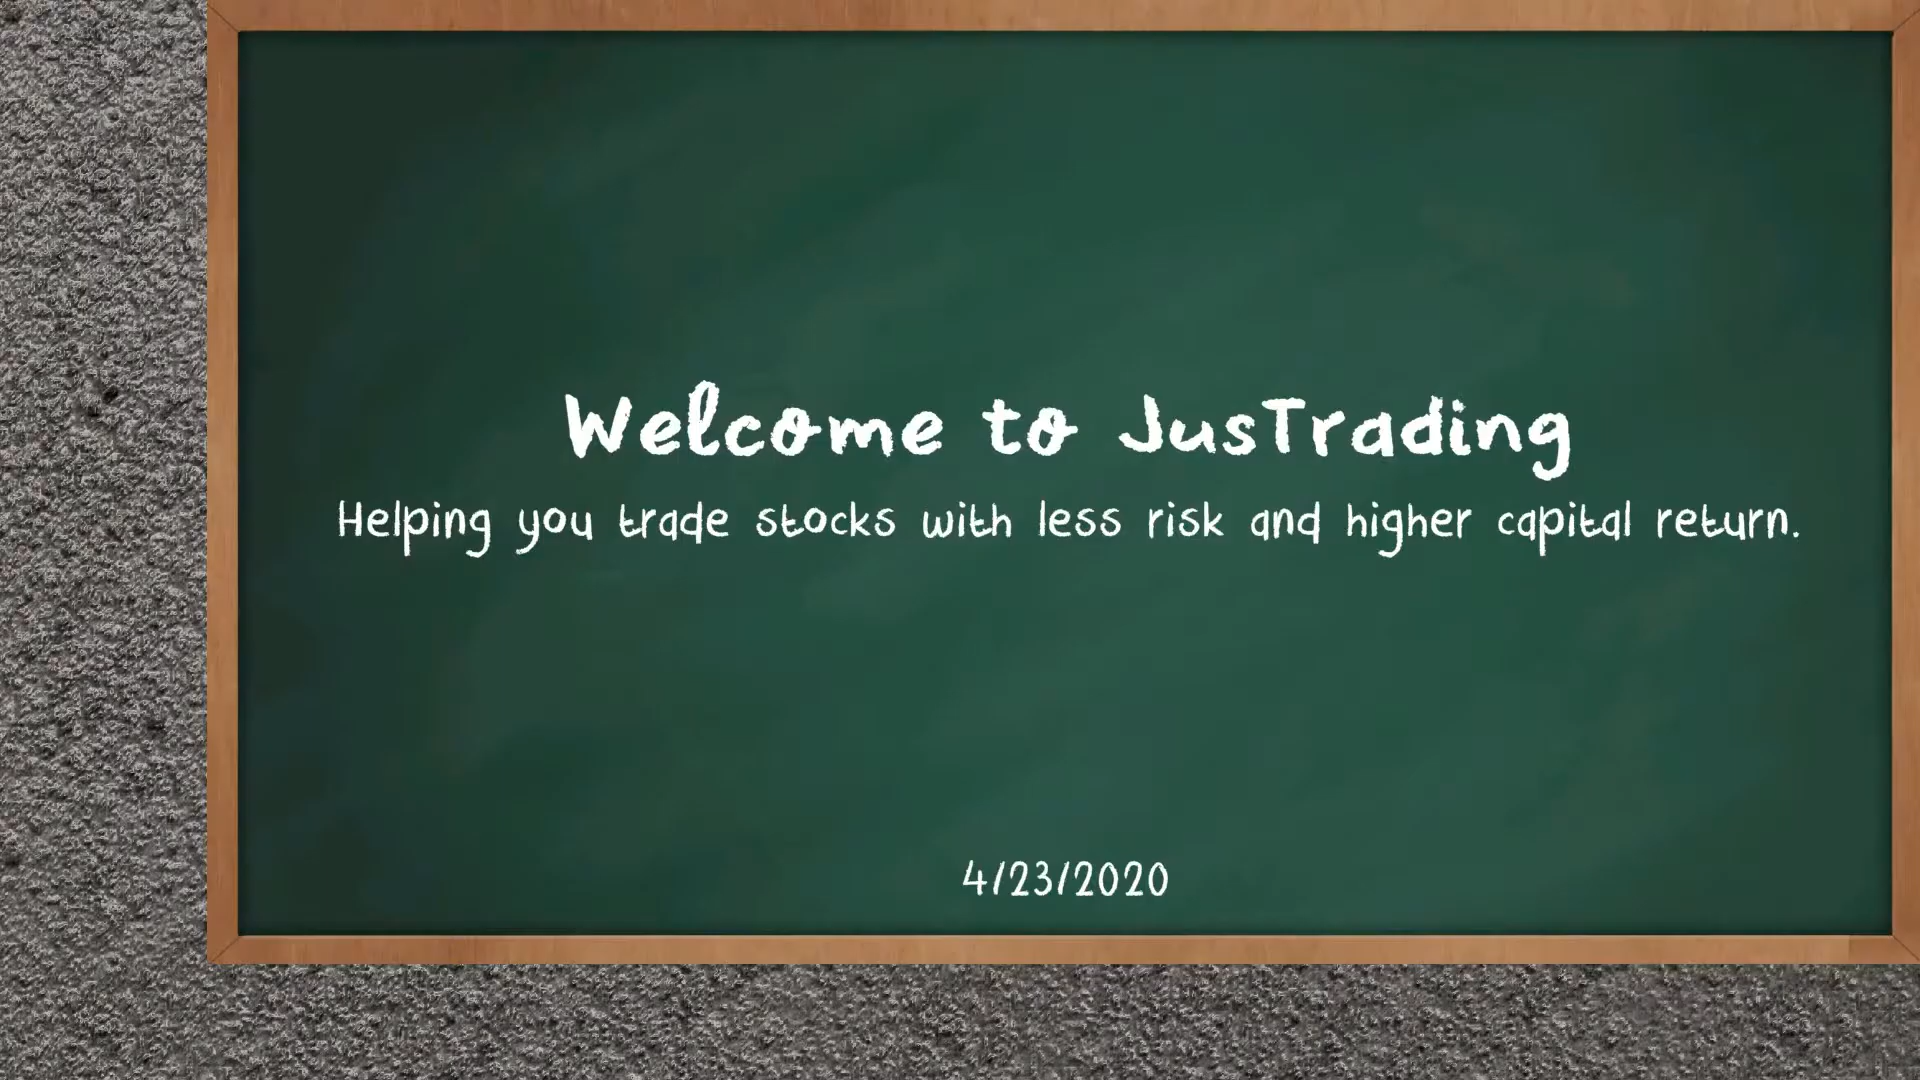 Welcome to JusTrading
Helping you trade stocks with less risk and higher capital return.
4/23/2020